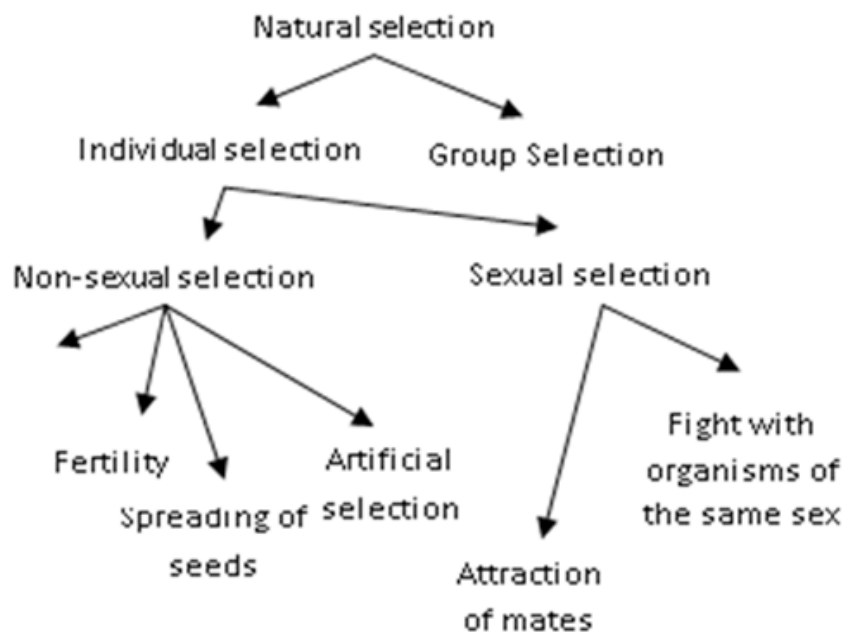 Natural selection
Individual selection
Group Selection
Non-sexual selection
Sexual selection
Fertility
Spreading of
seeds
Artificial
selection
Attraction
of mates
Fight with
organisms of
the same sex